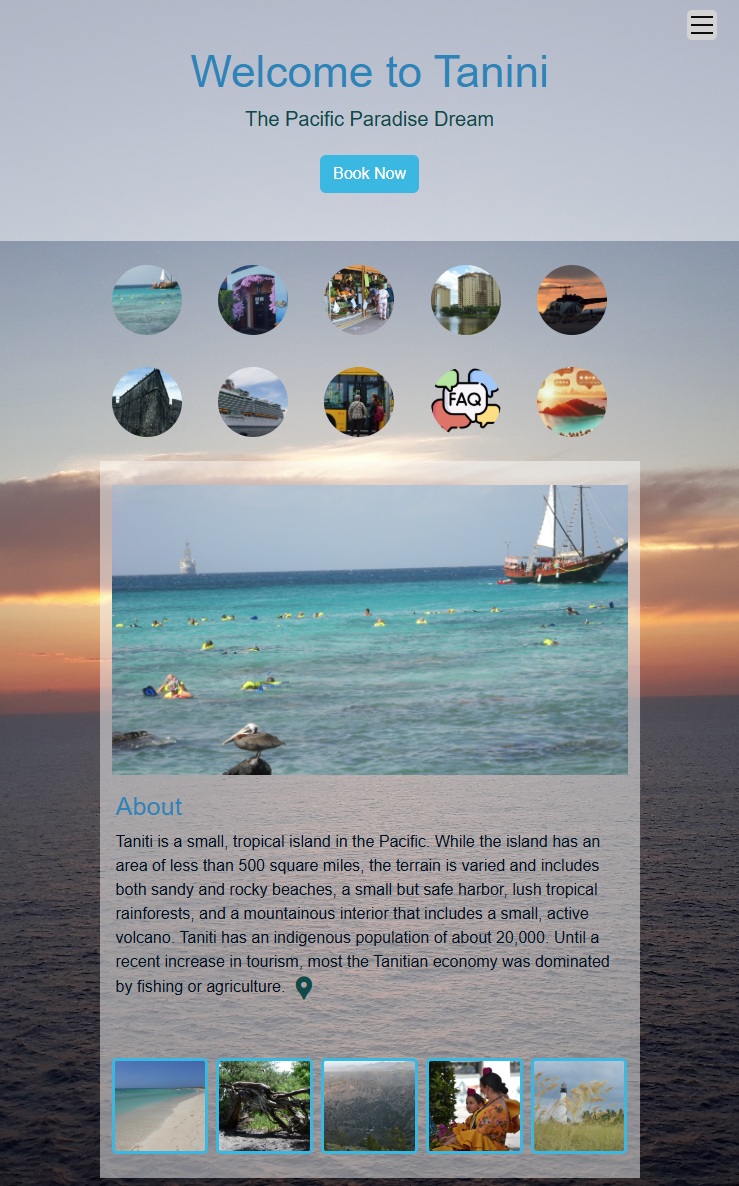 Welcome to Tanini
The Pacific Paradise Dream
Book Now
FAQ
About
Taniti is a small, tropical island in the Pacific. While the island has an
area of less than 500 square miles, the terrain is varied and includes
both sandy and rocky beaches, a small but safe harbor, lush tropical
rainforests, and a mountainous interior that includes a small, active
volcano. Taniti has an indigenous population of about 20,000. Until a
recent increase in tourism, most the Tanitian economy was dominated
by fishing or agriculture.